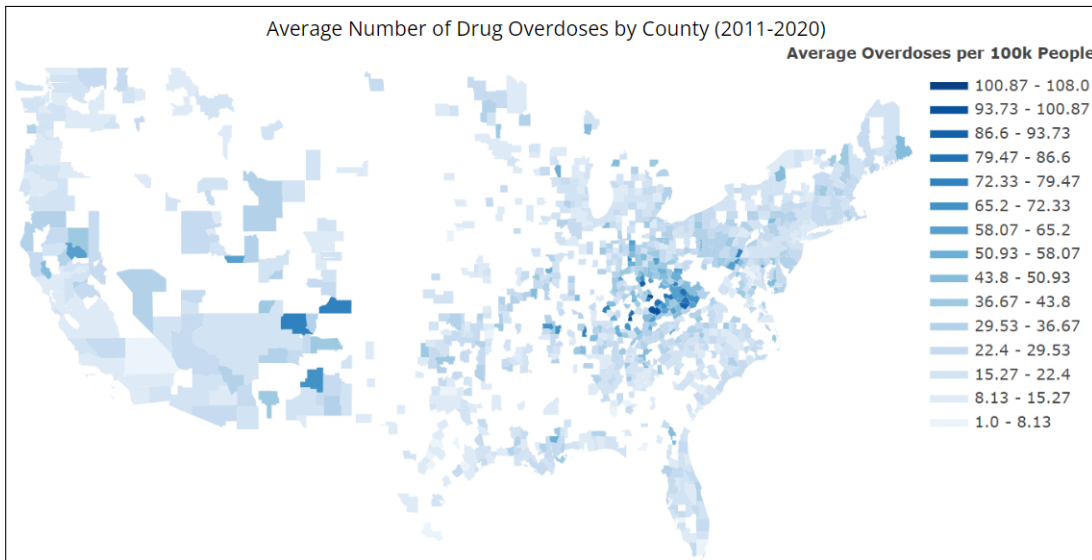 Average Number of Drug Overdoses by County (2011-2020)
Average Overdoses per 100k People
100.87 - 108.0
93.73 - 100.87
86.6 - 93.73
79.47 - 86.6
72.33 - 79.47
65.2 - 72.33
58.07 - 65.2
50.93 - 58.07
43.8 - 50.93
36.67 - 43.8
29.53 - 36.67
22.4 - 29.53
15.27 - 22.4
8.13 - 15.27
1.0 - 8.13